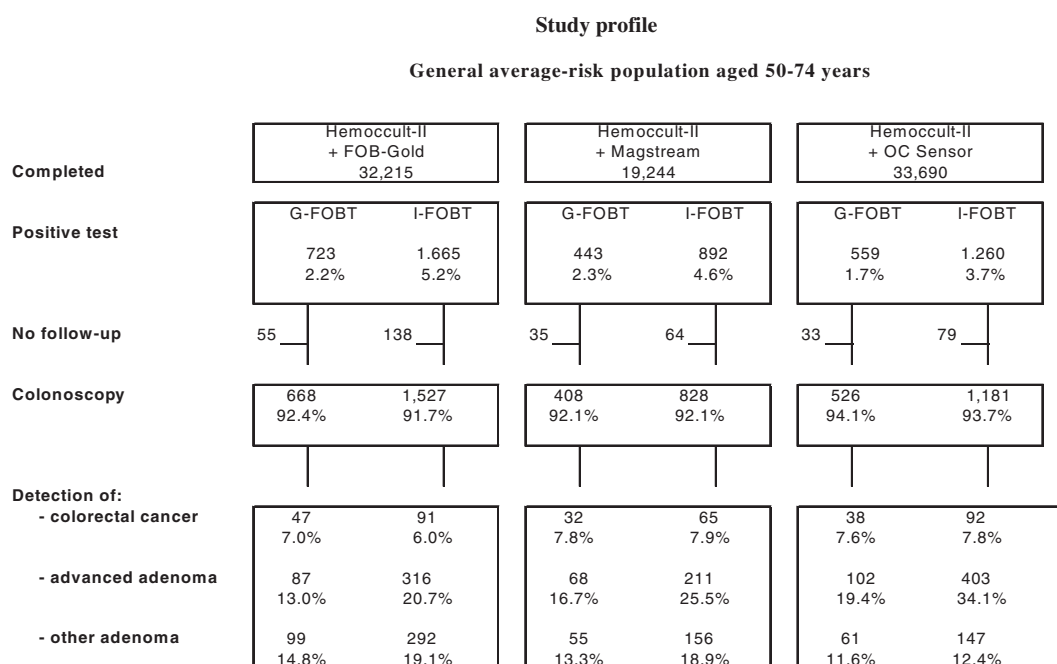 Study profile
General average-risk population aged 50-74 years
Hemoccult-II Hemoccult-II Hemoccult-II
+ FOB-Gold + Magstream + OC Sensor
Completed 32,215 19,244 33,690
G-FOBT I-FOBT G-FOBT I-FOBT G-FOBT I-FOBT
Positive test
723 1.665 443 892 559 1.260
2.2% 5.2% 2.3% 4.6% 1.7% 3.7%
No follow-up 55 138 35 64 33 79
Colonoscopy 668 1,527 408 828 526 1,181
92.4% 91.7% 92.1% 92.1% 94.1% 93.7%
Detection of:
- colorectal cancer 47 91 32 65 38 92
7.0% 6.0% 7.8% 7.9% 7.6% 7.8%
- advanced adenoma 87 316 68 211 102 403
13.0% 20.7% 16.7% 25.5% 19.4% 34.1%
- other adenoma 99 292 55 156 61 147
14.8% 19.1% 13.3% 18.9% 11.6% 12.4%